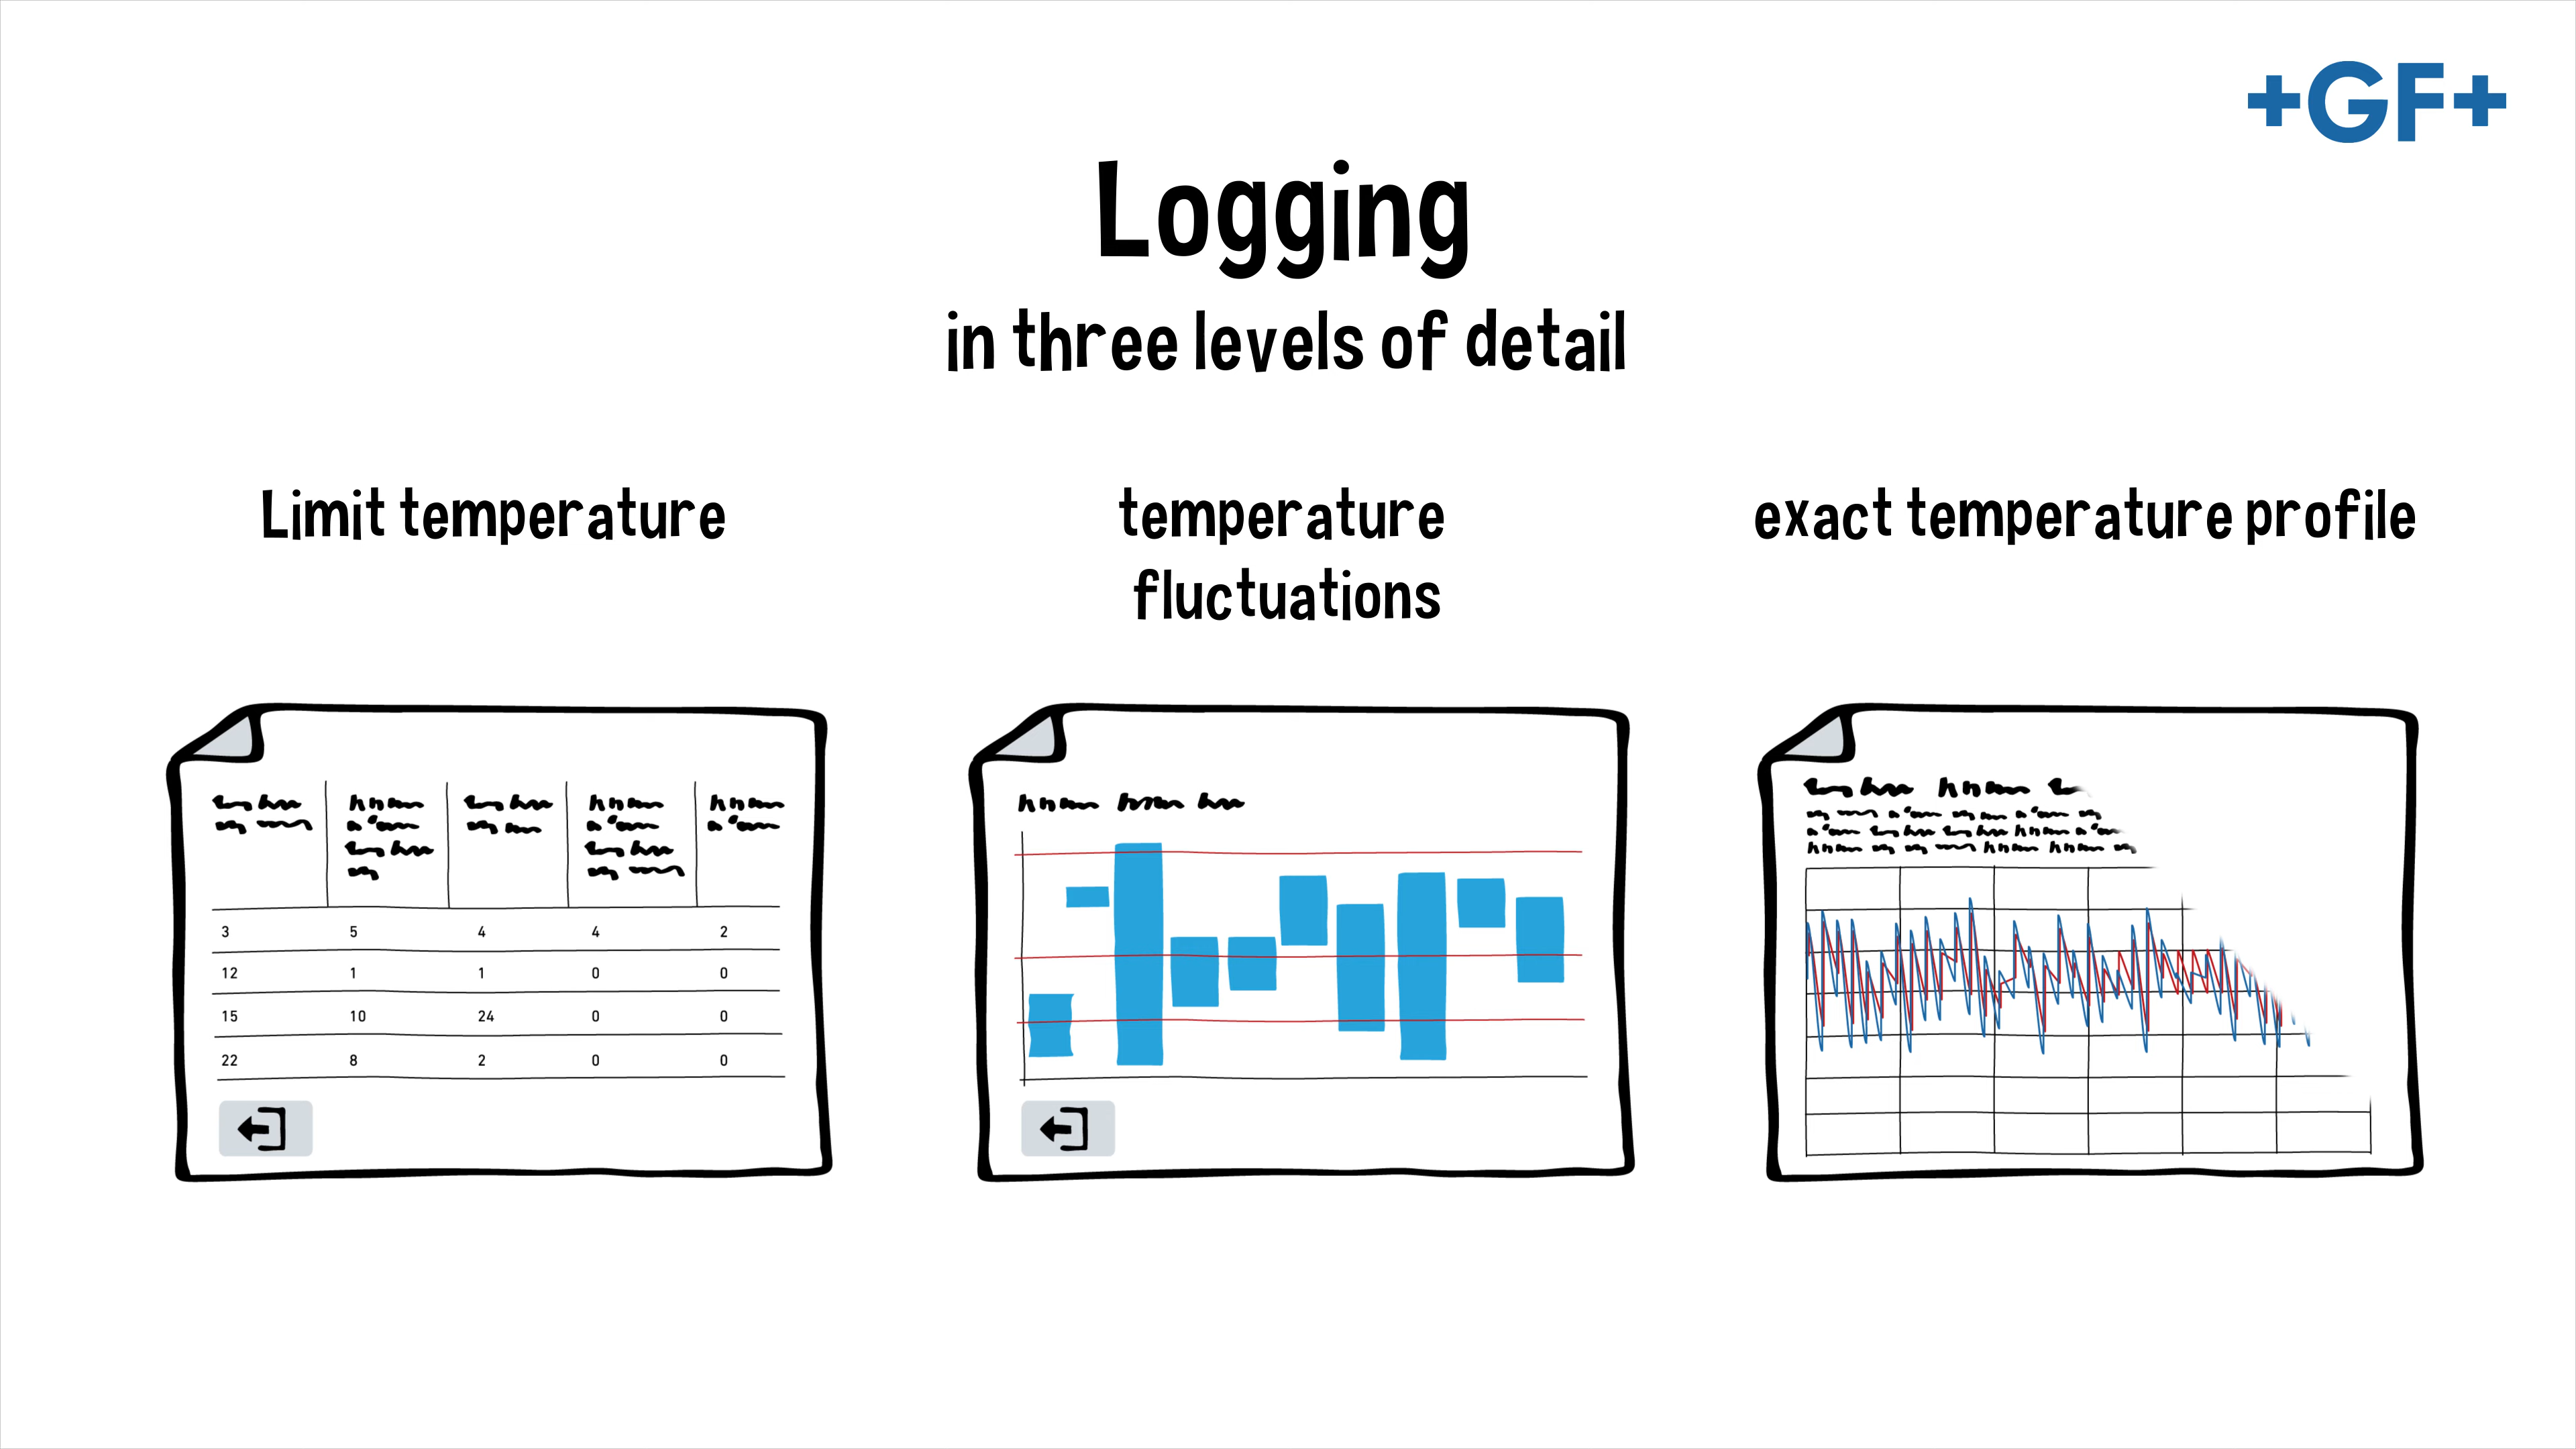 +GF+
Logging
in three levels of detail
Limit temperature
temperature
fluctuations
exact temperature profile
3 5 4 4 2
12 1 1 0 0
15 10 24 0 0
22 8 2 0 0